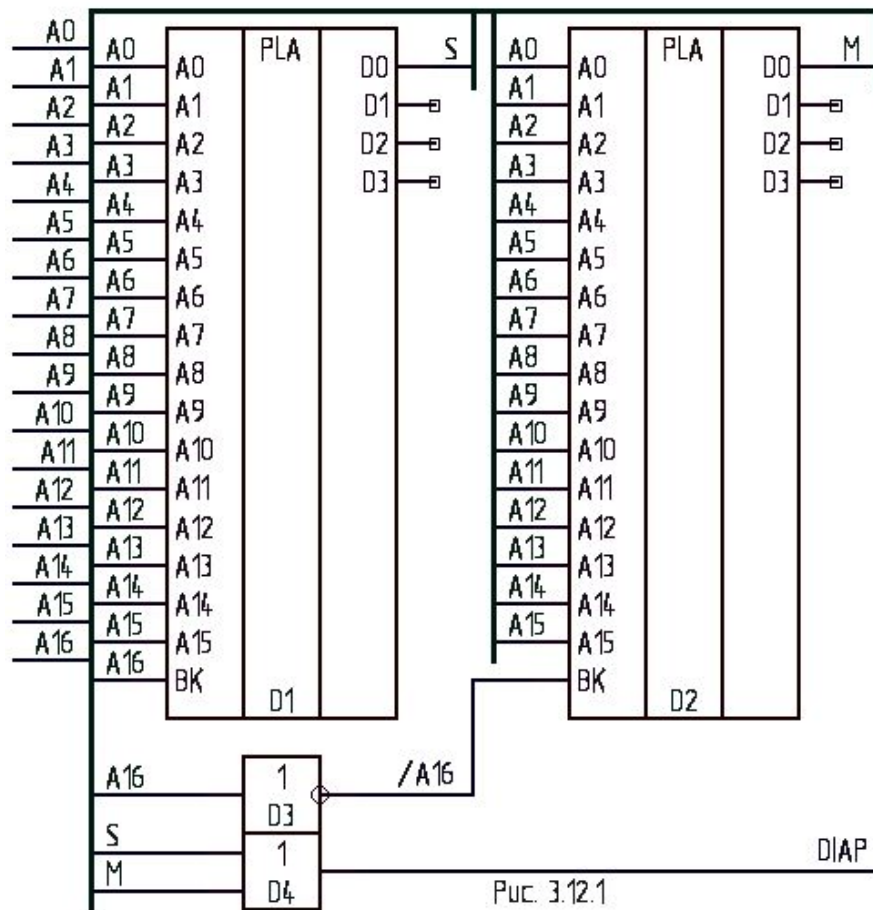 A0
A1
A2
A3
A4
A5
A6
A7
A8
A9
A10
A11
A12
A13
A14
A15
A16
A0
A1
A2
A3
A4
A5
A6
A7
A8
A9
A10
A11
A12
A13
A14
A15
A16
A0
A1
A2
A3
A4
A5
A6
A7
A8
A9
A10
A11
A12
A13
A14
A15
BK
PLA
D1
D0
D1
D2
D3
S
A0
A1
A2
A3
A4
A5
A6
A7
A8
A9
A10
A11
A12
A13
A14
A15
A0
A1
A2
A3
A4
A5
A6
A7
A8
A9
A10
A11
A12
A13
A14
A15
BK
PLA
D2
D0
D1
D2
D3
M
A16
1
D3
/A16
S
M
1
D4
DIAP
Рис. 3.12.1